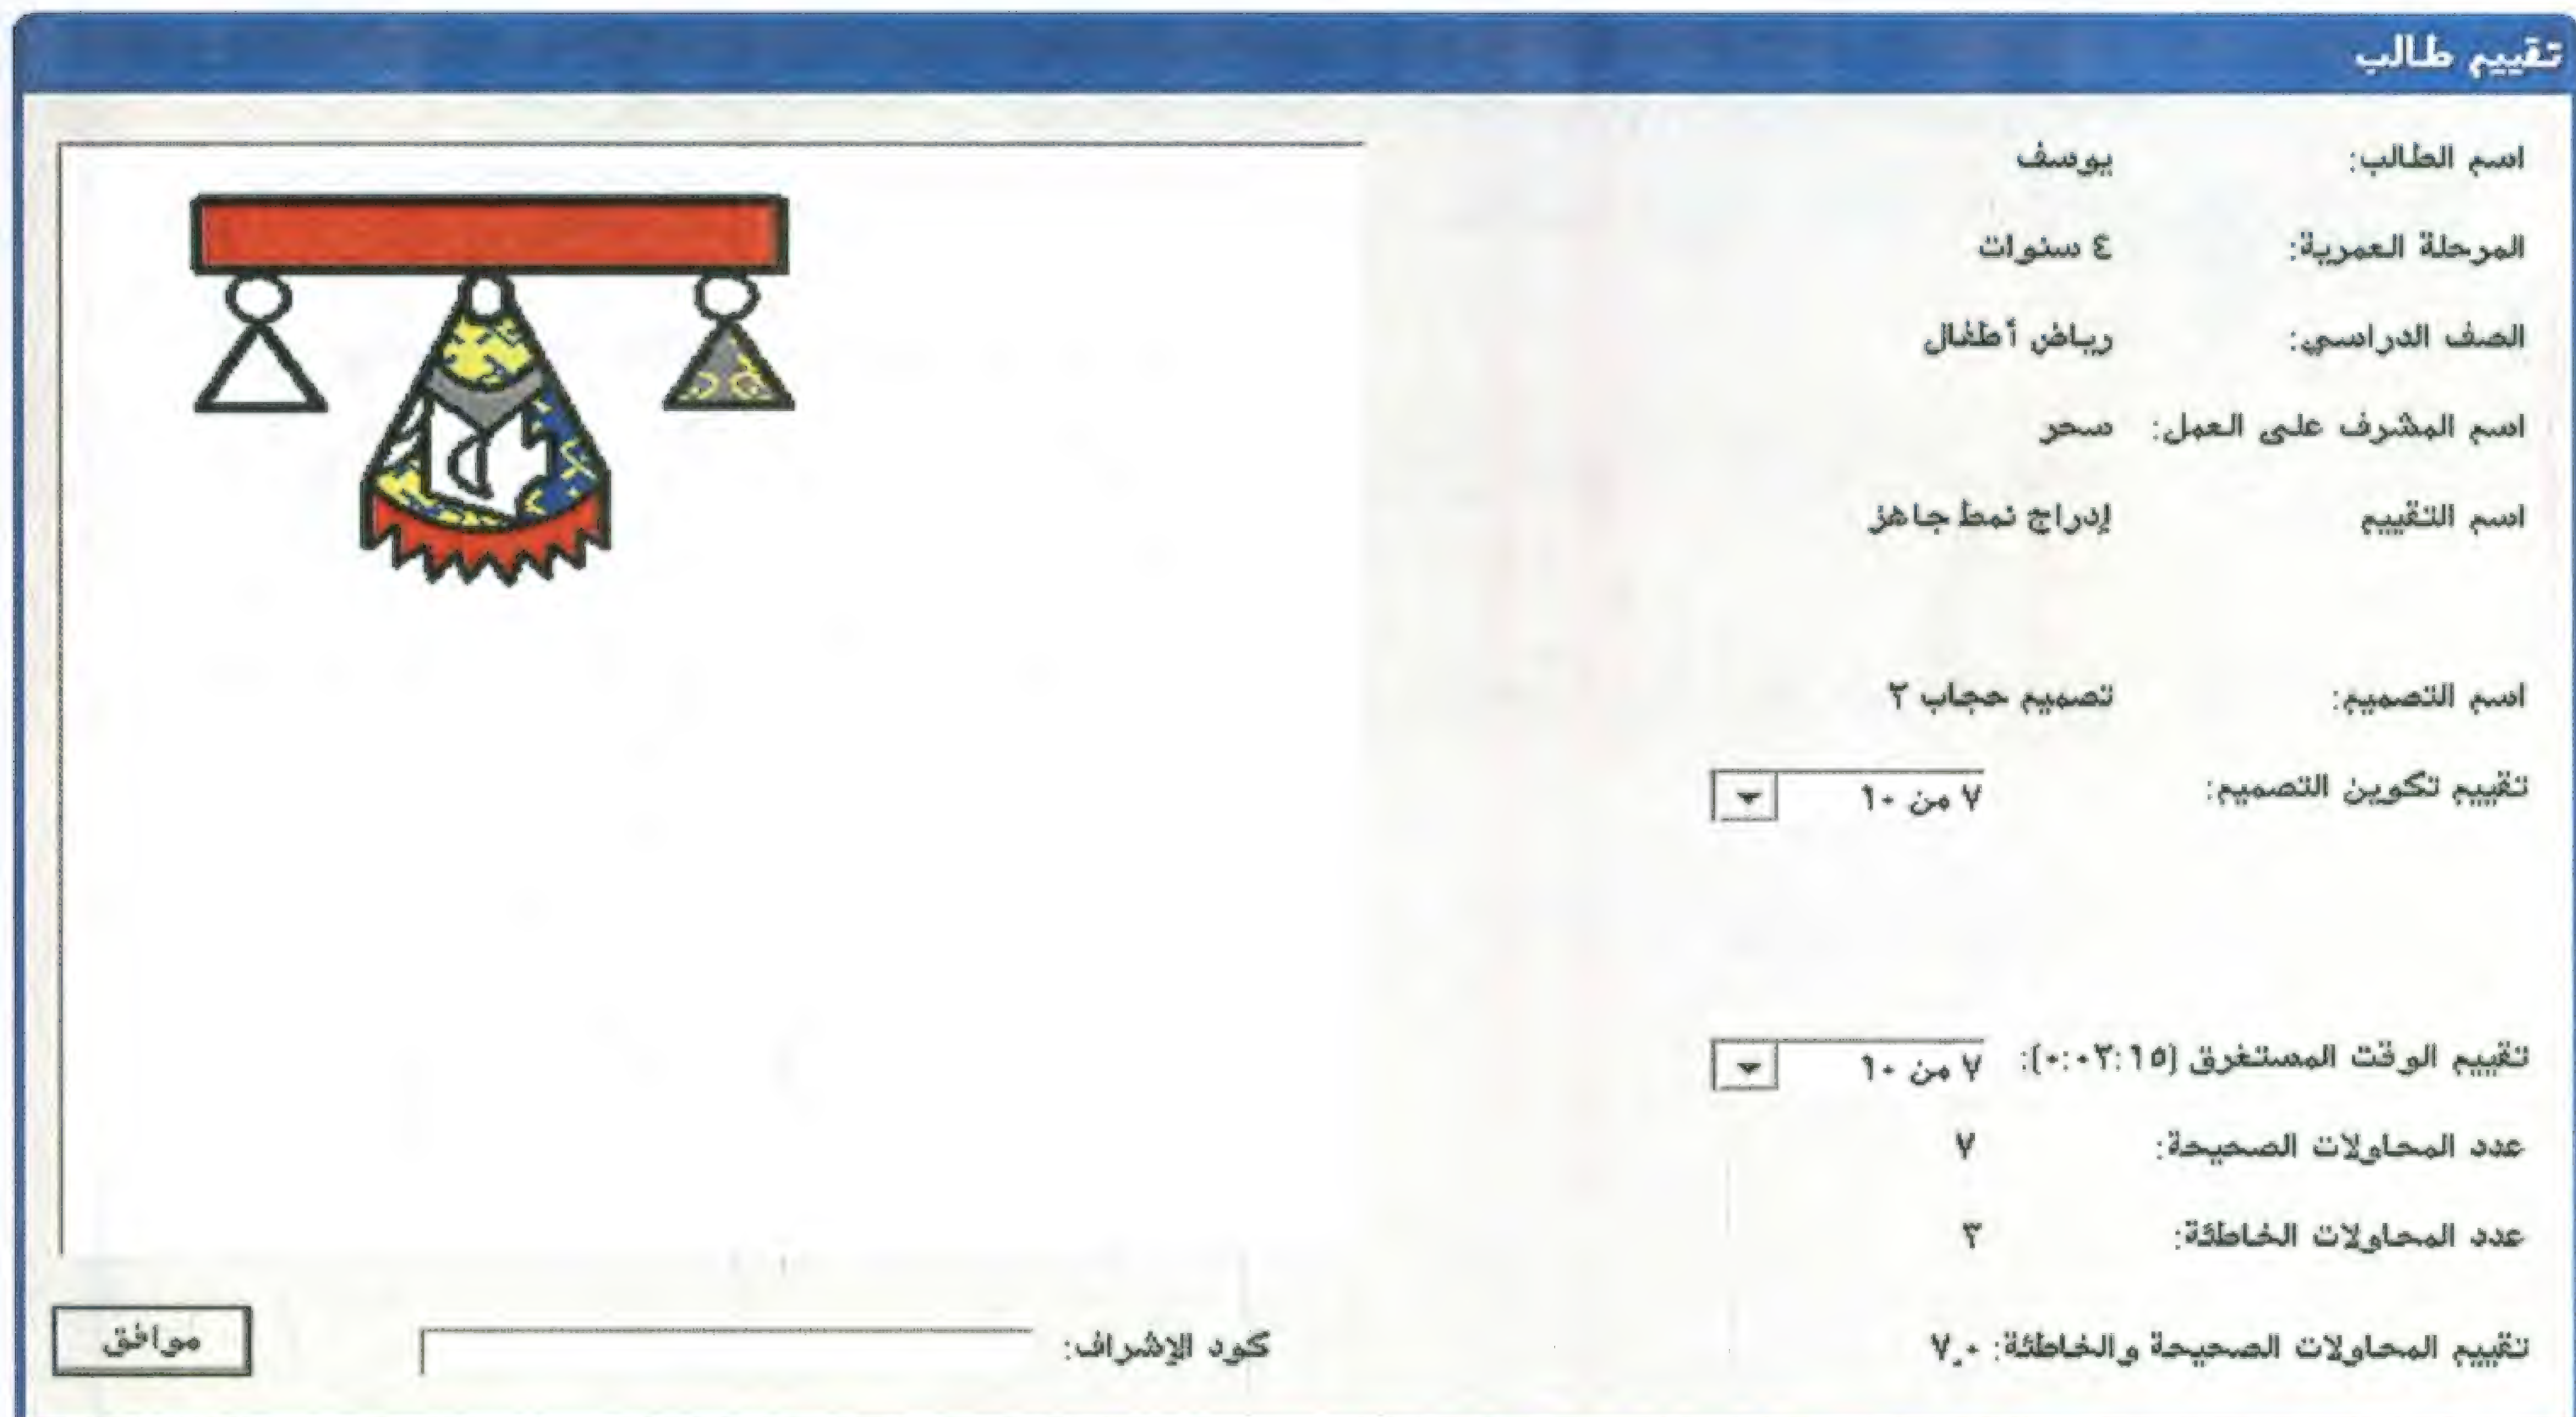 تقييم طالب
اسم الطالب: يوسف
المرحلة العمرية: ٤ سنوات
الصف الدراسي: رياض أطفال
اسم المشرف على العمل: سحر
اسم التقييم إدراج نمط جاهز
اسم التصميم: تصميم حجاب ٢
تقييم تكوين التصميم: ٧ من ١٠
تقييم الوقت المستغرق (٠:٠٣:١٥): ٧ من ١٠
عدد المحاولات الصحيحة: ٧
عدد المحاولات الخاطئة: ٣
تقييم المحاولات الصحيحة والخاطئة: ٧٫٠
كود الإشراف:
موافق